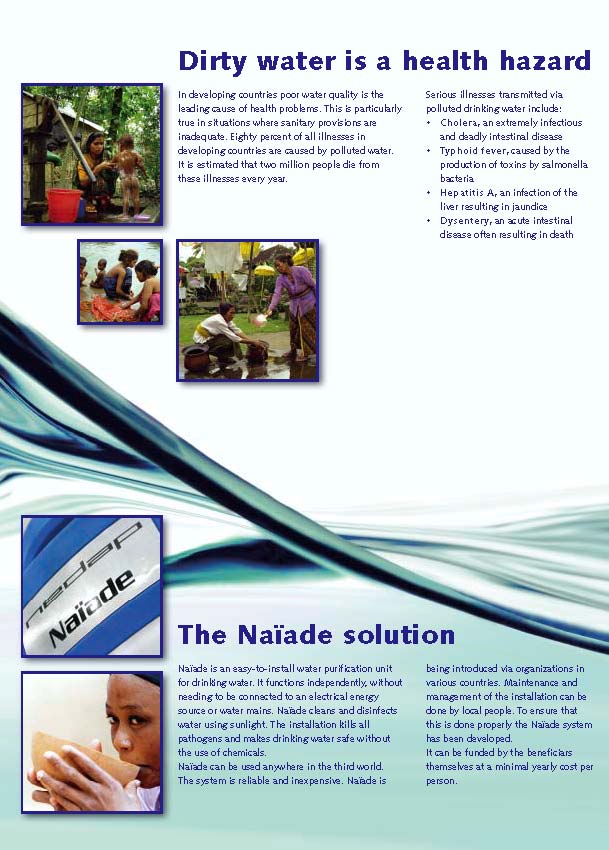 Dirty water is a health hazard
In developing countries poor water quality is the
leading cause of health problems. This is particularly
true in situations where sanitary provisions are
inadequate. Eighty percent of all illnesses in
developing countries are caused by polluted water.
It is estimated that two million people die from
these illnesses every year.
Serious illnesses transmitted via
polluted drinking water include:
• Cholera, an extremely infectious
and deadly intestinal disease
• Typhoid fever, caused by the
production of toxins by salmonella
bacteria
• Hepatitis A, an infection of the
liver resulting in jaundice
• Dysentery, an acute intestinal
disease often resulting in death
nedap
Naïade
The Naïade solution
Naïade is an easy-to-install water purification unit
for drinking water. It functions independently, without
needing to be connected to an electrical energy
source or water mains. Naïade cleans and disinfects
water using sunlight. The installation kills all
pathogens and makes drinking water safe without
the use of chemicals.
Naïade can be used anywhere in the third world.
The system is reliable and inexpensive. Naïade is
being introduced via organizations in
various countries. Maintenance and
management of the installation can be
done by local people. To ensure that
this is done properly the Naïade system
has been developed.
It can be funded by the beneficiars
themselves at a minimal yearly cost per
person.